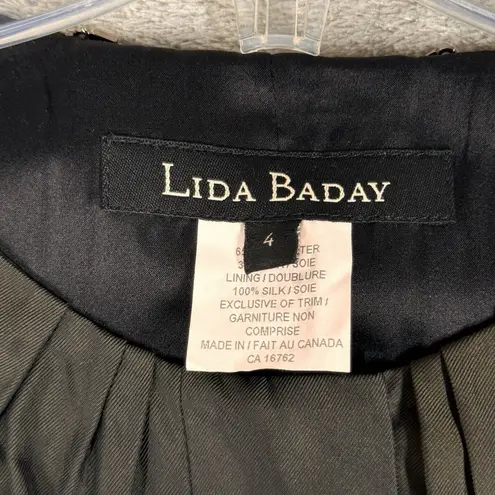 LIDA BADAY
4
LINING / DOUBLURE
100% SILK / SOIE
EXCLUSIVE OF TRIM /
GARNITURE NON
COMPRISE
MADE IN / FAIT AU CANADA
CA 16762